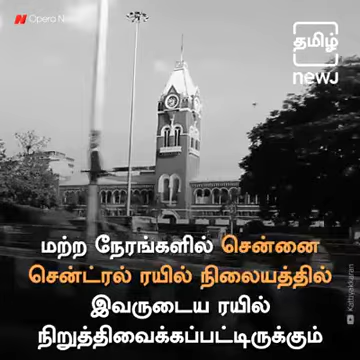 Opera News
தமிழ்
newJ
மற்ற நேரங்களில் சென்னை
சென்ட்ரல் ரயில் நிலையத்தில்
இவருடைய ரயில்
நிறுத்திவைக்கப்பட்டிருக்கும்